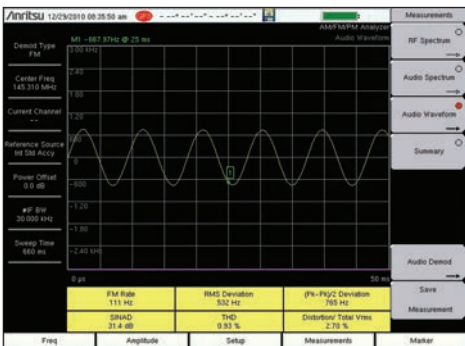 Anritsu 12/29/2010 08:35:50 am
Measurements
M1 -667.97Hz @ 25 ms
AM/FM/PM Analyzer
Audio Waveform
Demod Type
FM
Center Freq
145.310 MHz
Current Channel
--
Reference Source
Int Std Accy
Power Offset
0.0 dB
#IF BW
30.000 kHz
Sweep Time
660 ms
3.00 kHz
2.40
1.80
1.20
600
0
-600
-1.20
-1.80
-2.40 kHz
1
0 µs
50 ms
RF Spectrum
Audio Spectrum
Audio Waveform
Summary
Audio Demod
Save
Measurement
FM Rate
111 Hz
RMS Deviation
532 Hz
(Pk-Pk)/2 Deviation
765 Hz
SINAD
31.4 dB
THD
0.93 %
Distortion/ Total Vrms
2.70 %
Freq
Amplitude
Setup
Measurements
Marker